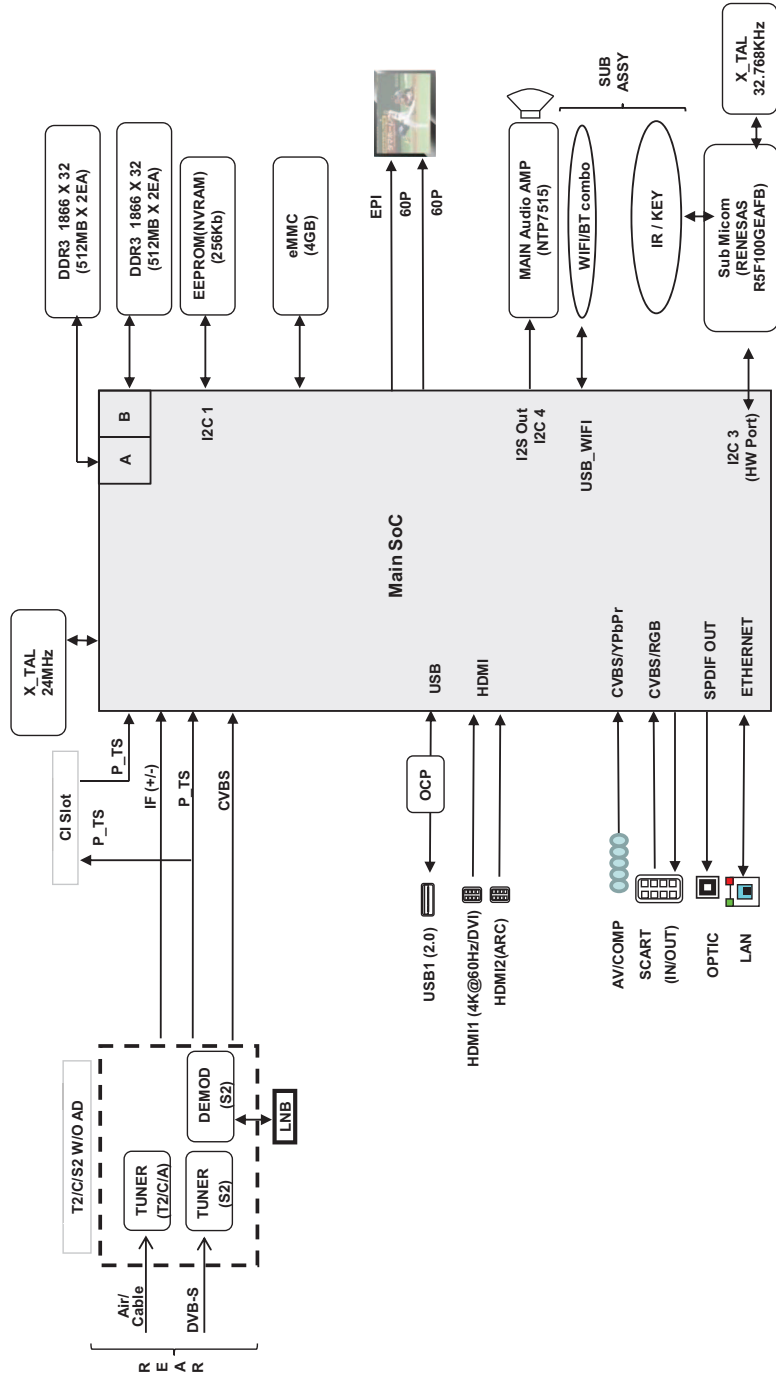 R
E
A
R
Air/
Cable
DVB-S
T2/C/S2 W/O AD
TUNER
(T2/C/A)
TUNER
(S2)
DEMOD
(S2)
LNB
CI Slot
P_TS
P_TS
IF (+/-)
P_TS
CVBS
X_TAL
24MHz
USB1 (2.0)
OCP
USB
HDMI1 (4K@60Hz/DVI)
HDMI2(ARC)
HDMI
AV/COMP
CVBS/YPbPr
SCART
(IN/OUT)
CVBS/RGB
OPTIC
SPDIF OUT
LAN
ETHERNET
Main SoC
A
B
DDR3 1866 X 32
(512MB X 2EA)
DDR3 1866 X 32
(512MB X 2EA)
I2C 1
EEPROM(NVRAM)
(256Kb)
eMMC
(4GB)
EPI
60P
60P
I2S Out
I2C 4
MAIN Audio AMP
(NTP7515)
USB_WIFI
WIFI/BT combo
SUB
ASSY
IR / KEY
I2C 3
(HW Port)
Sub Micom
(RENESAS
R5F100GEAFB)
X_TAL
32.768KHz